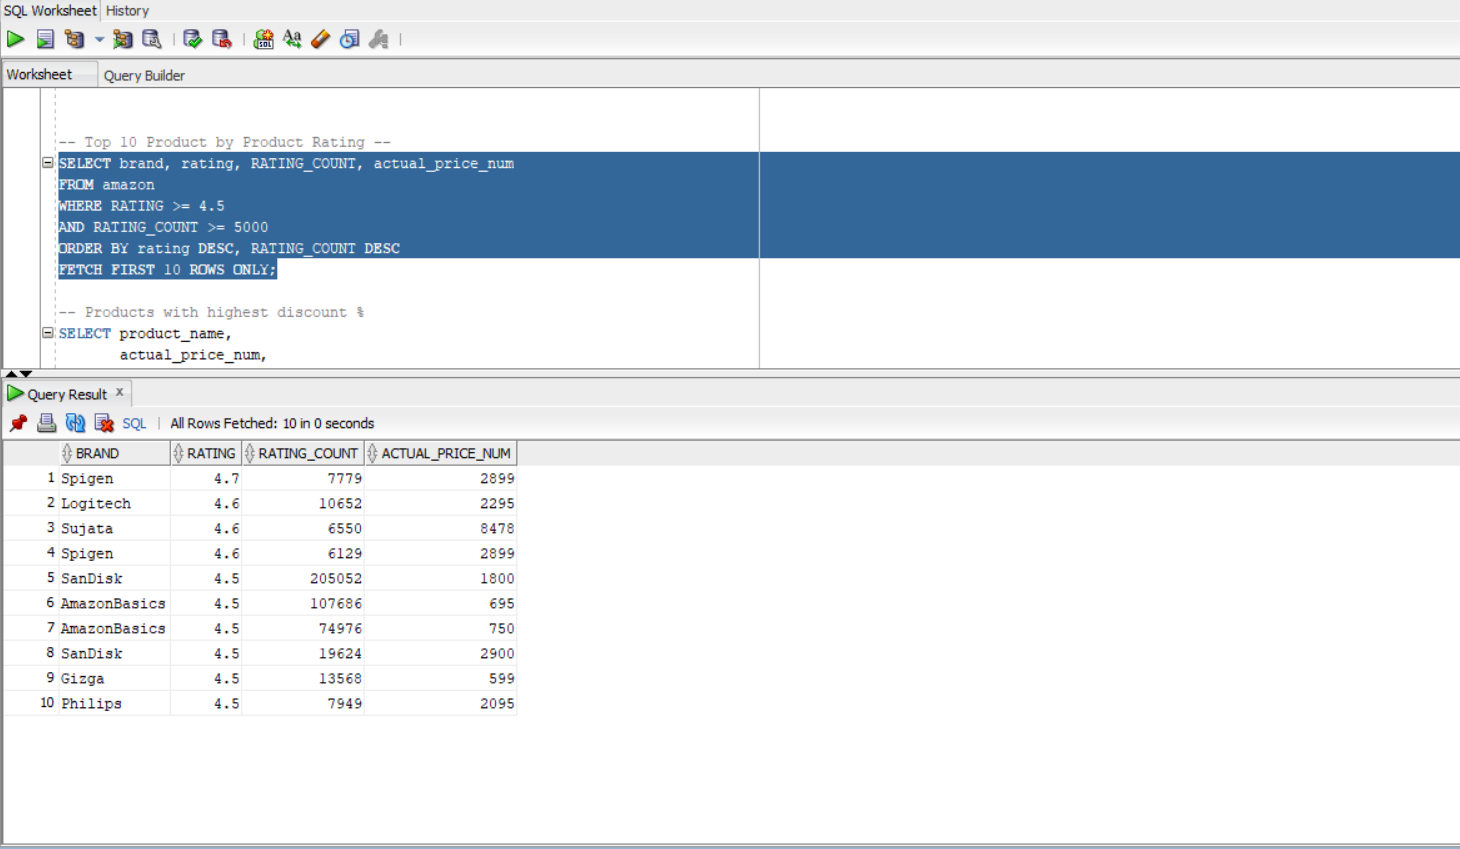 SQL Worksheet History
Worksheet Query Builder
-- Top 10 Product by Product Rating --
SELECT brand, rating, RATING_COUNT, actual_price_num
FROM amazon
WHERE RATING >= 4.5
AND RATING_COUNT >= 5000
ORDER BY rating DESC, RATING_COUNT DESC
FETCH FIRST 10 ROWS ONLY;
-- Products with highest discount %
SELECT product_name,
actual_price_num,
Query Result x
SQL | All Rows Fetched: 10 in 0 seconds
BRAND RATING RATING_COUNT ACTUAL_PRICE_NUM
1 Spigen 4.7 7779 2899
2 Logitech 4.6 10652 2295
3 Sujata 4.6 6550 8478
4 Spigen 4.6 6129 2899
5 SanDisk 4.5 205052 1800
6 AmazonBasics 4.5 107686 695
7 AmazonBasics 4.5 74976 750
8 SanDisk 4.5 19624 2900
9 Gizga 4.5 13568 599
10 Philips 4.5 7949 2095